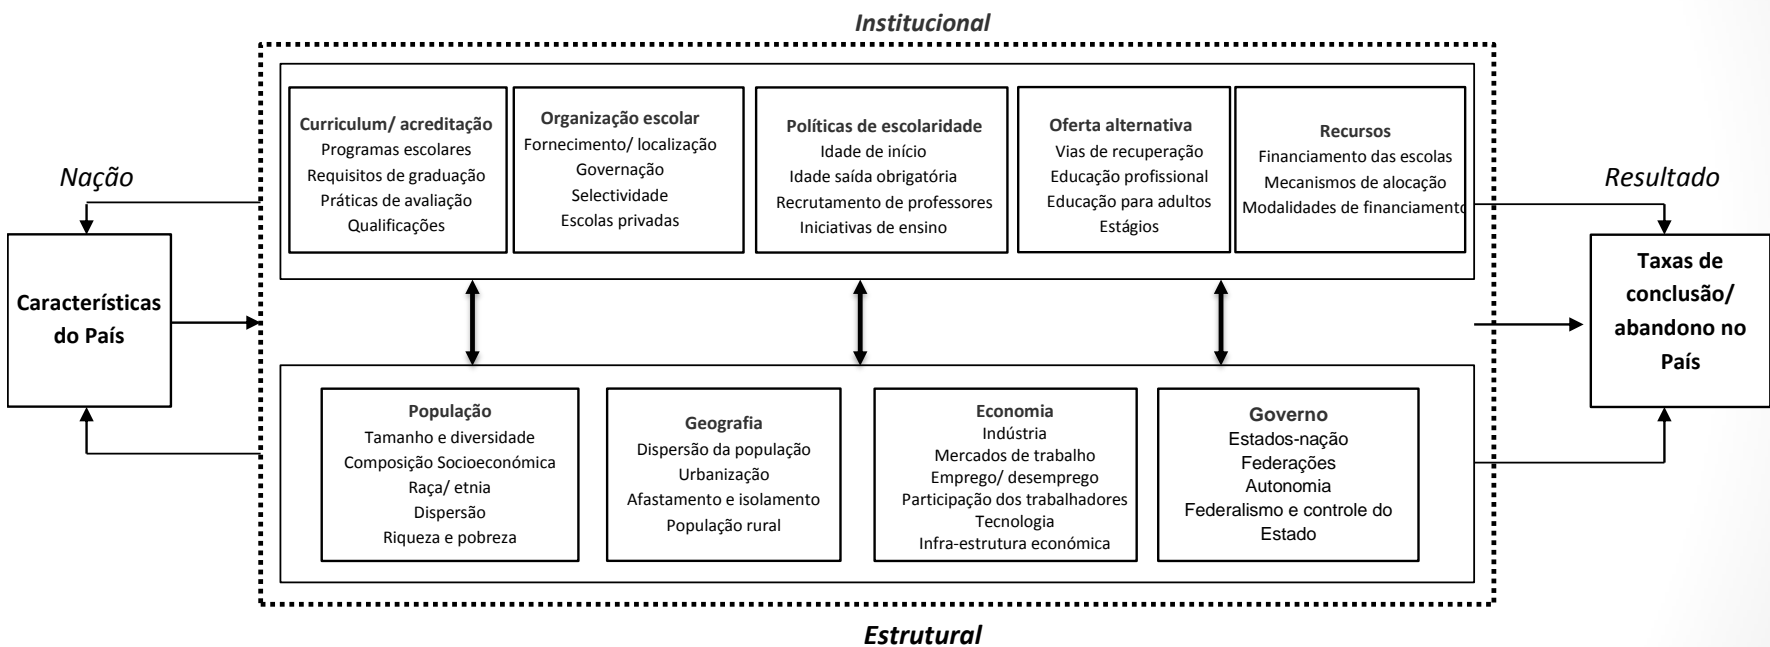 Institucional
Nação
Características
do País
Curriculum/ acreditação
Programas escolares
Requisitos de graduação
Práticas de avaliação
Qualificações
Organização escolar
Fornecimento/ localização
Governação
Selectividade
Escolas privadas
Políticas de escolaridade
Idade de início
Idade saída obrigatória
Recrutamento de professores
Iniciativas de ensino
Oferta alternativa
Vias de recuperação
Educação profissional
Educação para adultos
Estágios
Recursos
Financiamento das escolas
Mecanismos de alocação
Modalidades de financiamento
População
Tamanho e diversidade
Composição Socioeconómica
Raça/ etnia
Dispersão
Riqueza e pobreza
Geografia
Dispersão da população
Urbanização
Afastamento e isolamento
População rural
Economia
Indústria
Mercados de trabalho
Emprego/ desemprego
Participação dos trabalhadores
Tecnologia
Infra-estrutura económica
Governo
Estados-nação
Federações
Autonomia
Federalismo e controle do
Estado
Resultado
Taxas de
conclusão/
abandono no
País
Estrutural